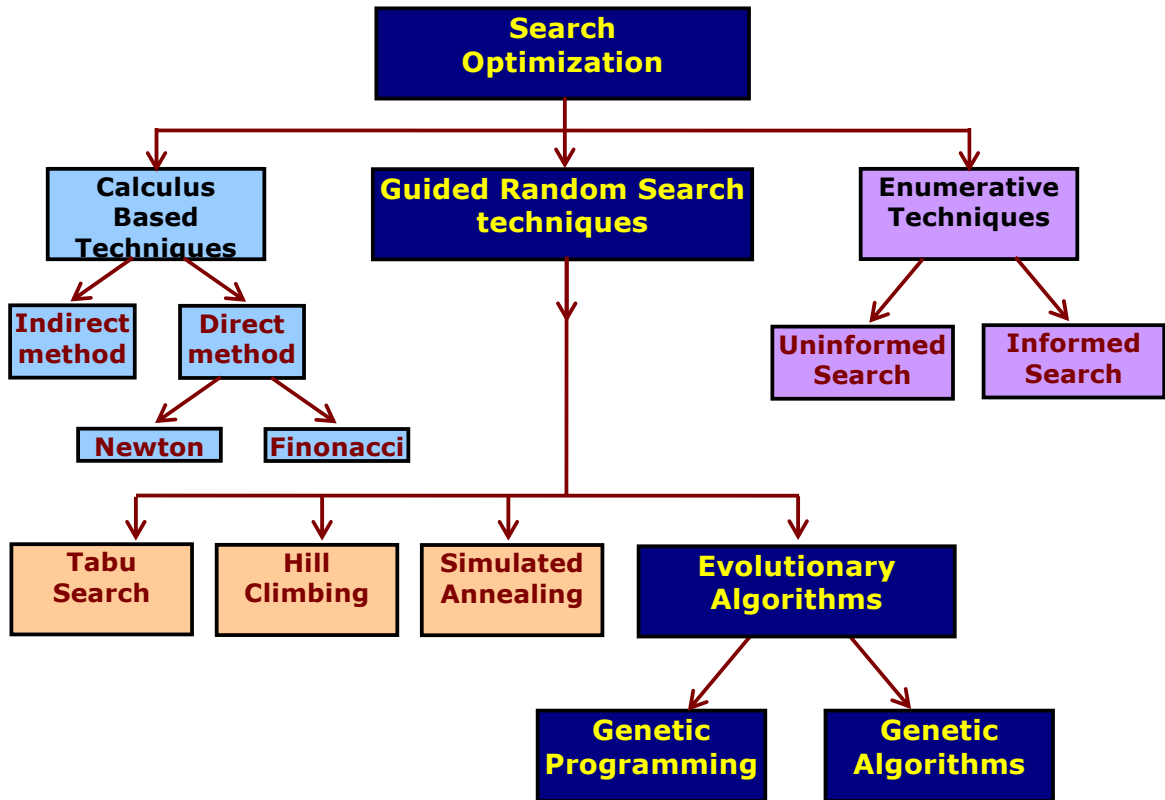 Search
Optimization
Calculus
Based
Techniques
Guided Random Search
techniques
Enumerative
Techniques
Indirect
method
Direct
method
Uninformed
Search
Informed
Search
Newton
Finonacci
Tabu
Search
Hill
Climbing
Simulated
Annealing
Evolutionary
Algorithms
Genetic
Programming
Genetic
Algorithms